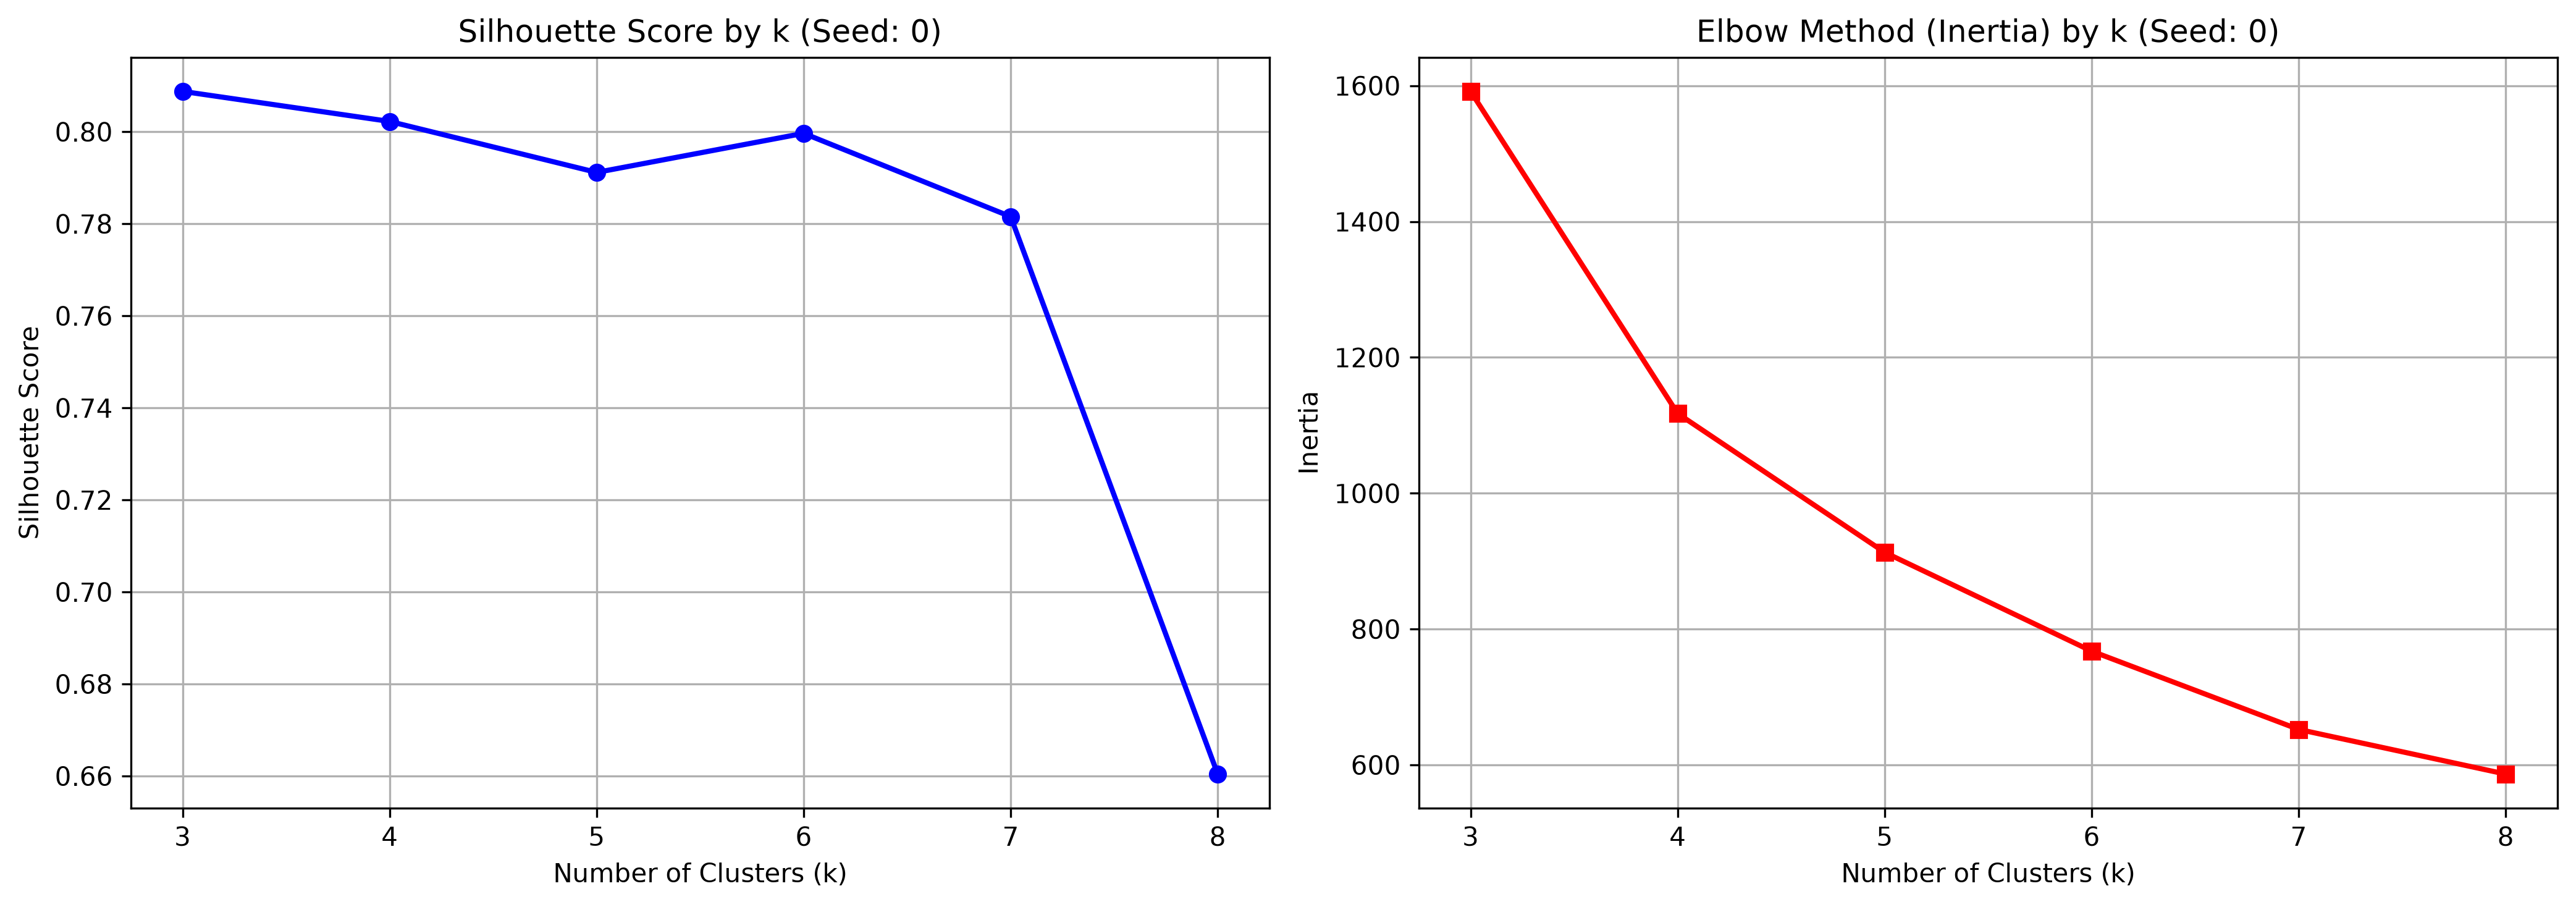 Silhouette Score by k (Seed: 0)
Silhouette Score
0.80
0.78
0.76
0.74
0.72
0.70
0.68
0.66
3 4 5 6 7 8
Number of Clusters (k)
Elbow Method (Inertia) by k (Seed: 0)
Inertia
1600
1400
1200
1000
800
600
3 4 5 6 7 8
Number of Clusters (k)